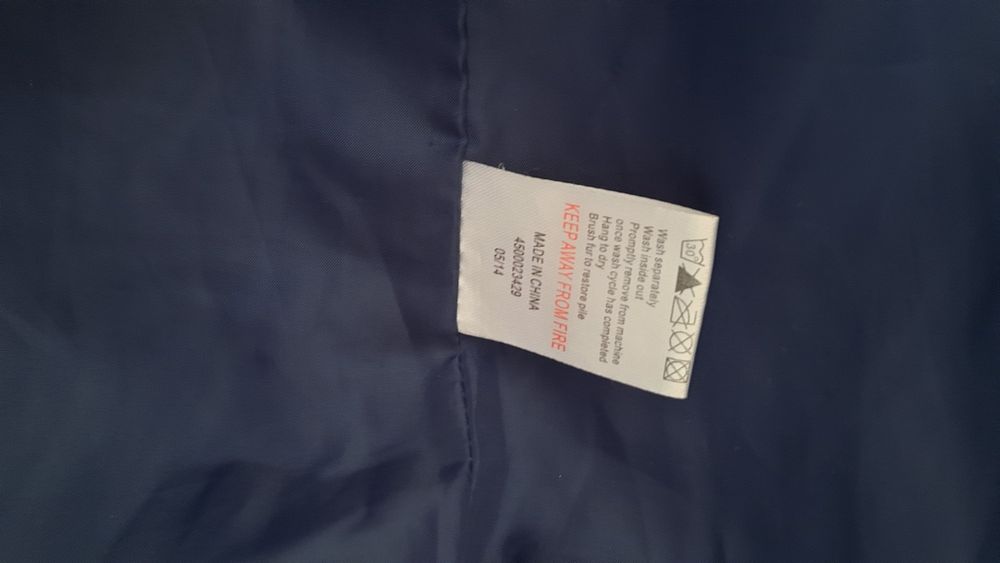 30°
Wash separately
Wash inside out
Promptly remove from machine
once wash cycle has completed
Hang to dry
Brush fur to restore pile
KEEP AWAY FROM FIRE
MADE IN CHINA
4500023429
05/14